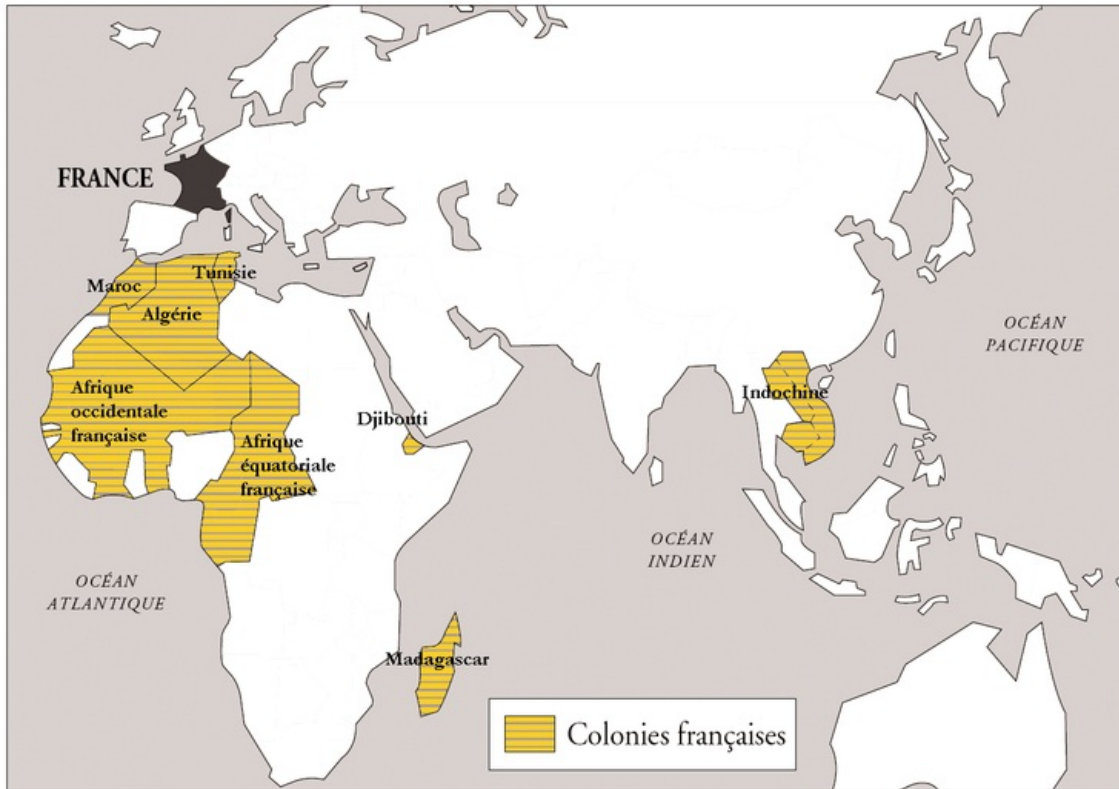 FRANCE
Maroc
Tunisie
Algérie
Afrique
occidentale
française
Afrique
équatoriale
française
Djibouti
Indochine
OCÉAN
PACIFIQUE
OCÉAN
INDIEN
OCÉAN
ATLANTIQUE
Madagascar
Colonies françaises